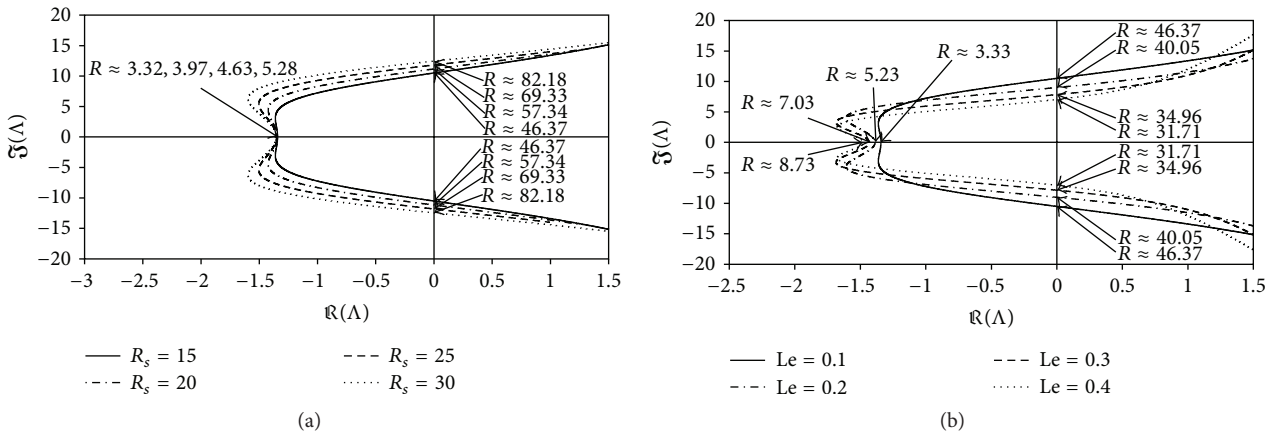 20
15
10
5
0
−5
−10
−15
−20
𝕴(Λ)
R ≈ 3.32, 3.97, 4.63, 5.28
R ≈ 82.18
R ≈ 69.33
R ≈ 57.34
R ≈ 46.37
R ≈ 46.37
R ≈ 57.34
R ≈ 69.33
R ≈ 82.18
−3 −2.5 −2 −1.5 −1 −0.5 0 0.5 1 1.5
ℝ(Λ)
R_s = 15
R_s = 25
R_s = 20
R_s = 30
(a)
20
15
10
5
0
−5
−10
−15
−20
𝕴(Λ)
R ≈ 46.37
R ≈ 40.05
R ≈ 3.33
R ≈ 5.23
R ≈ 7.03
R ≈ 8.73
R ≈ 34.96
R ≈ 31.71
R ≈ 31.71
R ≈ 34.96
R ≈ 40.05
R ≈ 46.37
−2.5 −2 −1.5 −1 −0.5 0 0.5 1 1.5
ℝ(Λ)
Le = 0.1
Le = 0.3
Le = 0.2
Le = 0.4
(b)